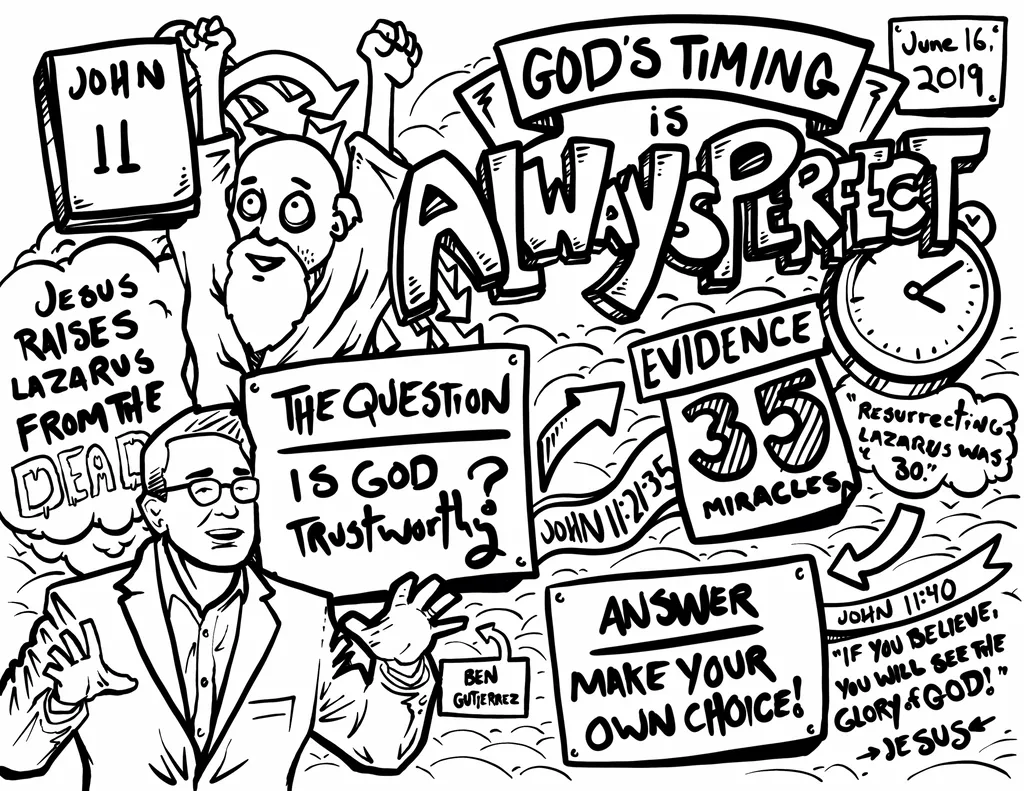 JOHN
11
GOD'S TIMING
is
ALWAYS PERFECT
June 16,
2019
JESUS
RAISES
LAZARUS
FROM THE
DEAD
THE QUESTION
IS GOD
TRUSTWORTHY?
EVIDENCE
35
MIRACLES
JOHN 11:21-35
"RESURRECTING
LAZARUS WAS
30."
BEN
GUTIERREZ
ANSWER
MAKE YOUR
OWN CHOICE!
JOHN 11:40
"IF YOU BELIEVE,
YOU WILL SEE THE
GLORY of GOD!"
→JESUS←